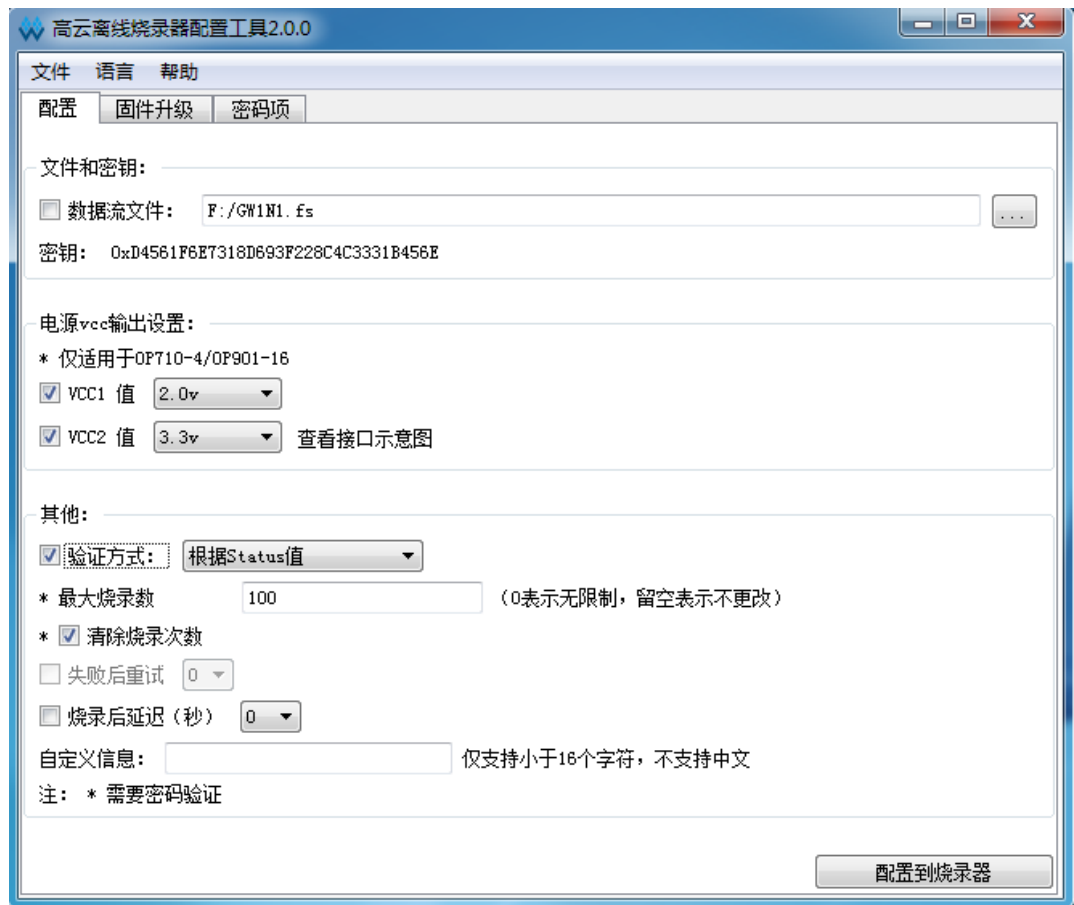 高云离线烧录器配置工具2.0.0
文件 语言 帮助
配置 固件升级 密码项
文件和密钥:
数据流文件: F:/GW1N1.fs ...
密钥: 0xD4561F6E7318D693F228C4C3331B456E
电源vcc输出设置:
* 仅适用于OP710-4/OP901-16
VCC1 值 2.0v
VCC2 值 3.3v 查看接口示意图
其他:
验证方式: 根据Status值
* 最大烧录数 100 (0表示无限制，留空表示不更改)
* 清除烧录次数
失败后重试 0
烧录后延迟(秒) 0
自定义信息: 仅支持小于16个字符，不支持中文
注: * 需要密码验证
配置到烧录器